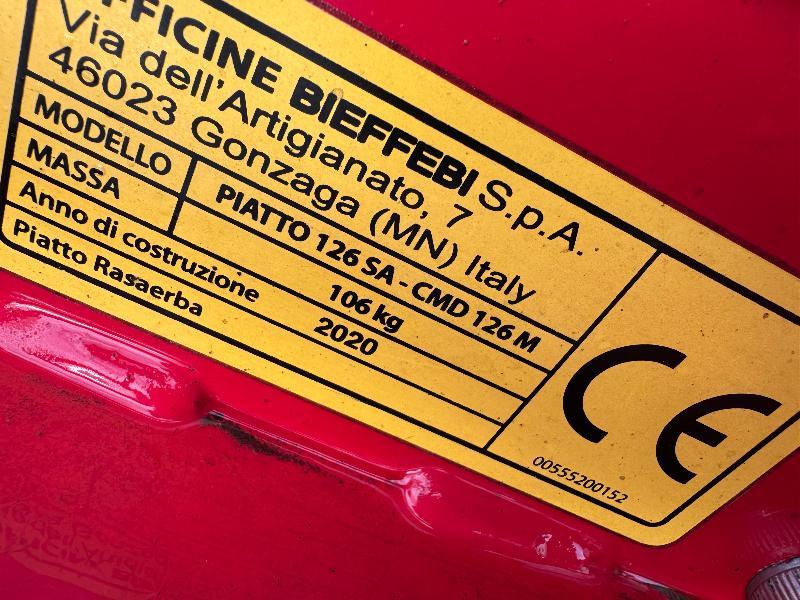 FFICINE BIEFFEBI S.p.A.
Via dell'Artigianato, 7
46023 Gonzaga (MN) Italy
MODELLO PIATTO 126 SA - CMD 126 M
MASSA 106 kg
Anno di costruzione 2020
Piatto Rasaerba
CE
00555200152